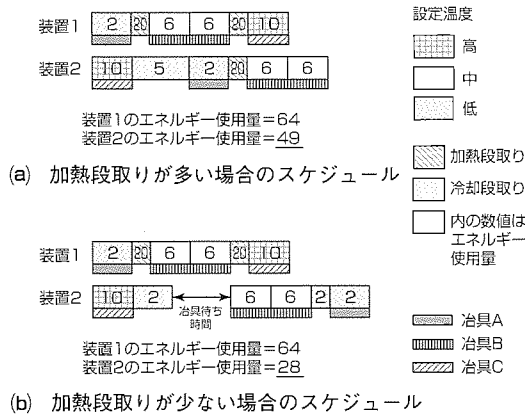 装置1 2 20 6 6 20 10
装置2 10 5 2 20 6 6
装置1のエネルギー使用量=64
装置2のエネルギー使用量=49
(a) 加熱段取りが多い場合のスケジュール
装置1 2 20 6 6 20 10
装置2 10 2 6 6 2 2
冶具待ち
時間
装置1のエネルギー使用量=64
装置2のエネルギー使用量=28
(b) 加熱段取りが少ない場合のスケジュール
設定温度
高
中
低
加熱段取り
冷却段取り
内の数値は
エネルギー
使用量
冶具A
冶具B
冶具C